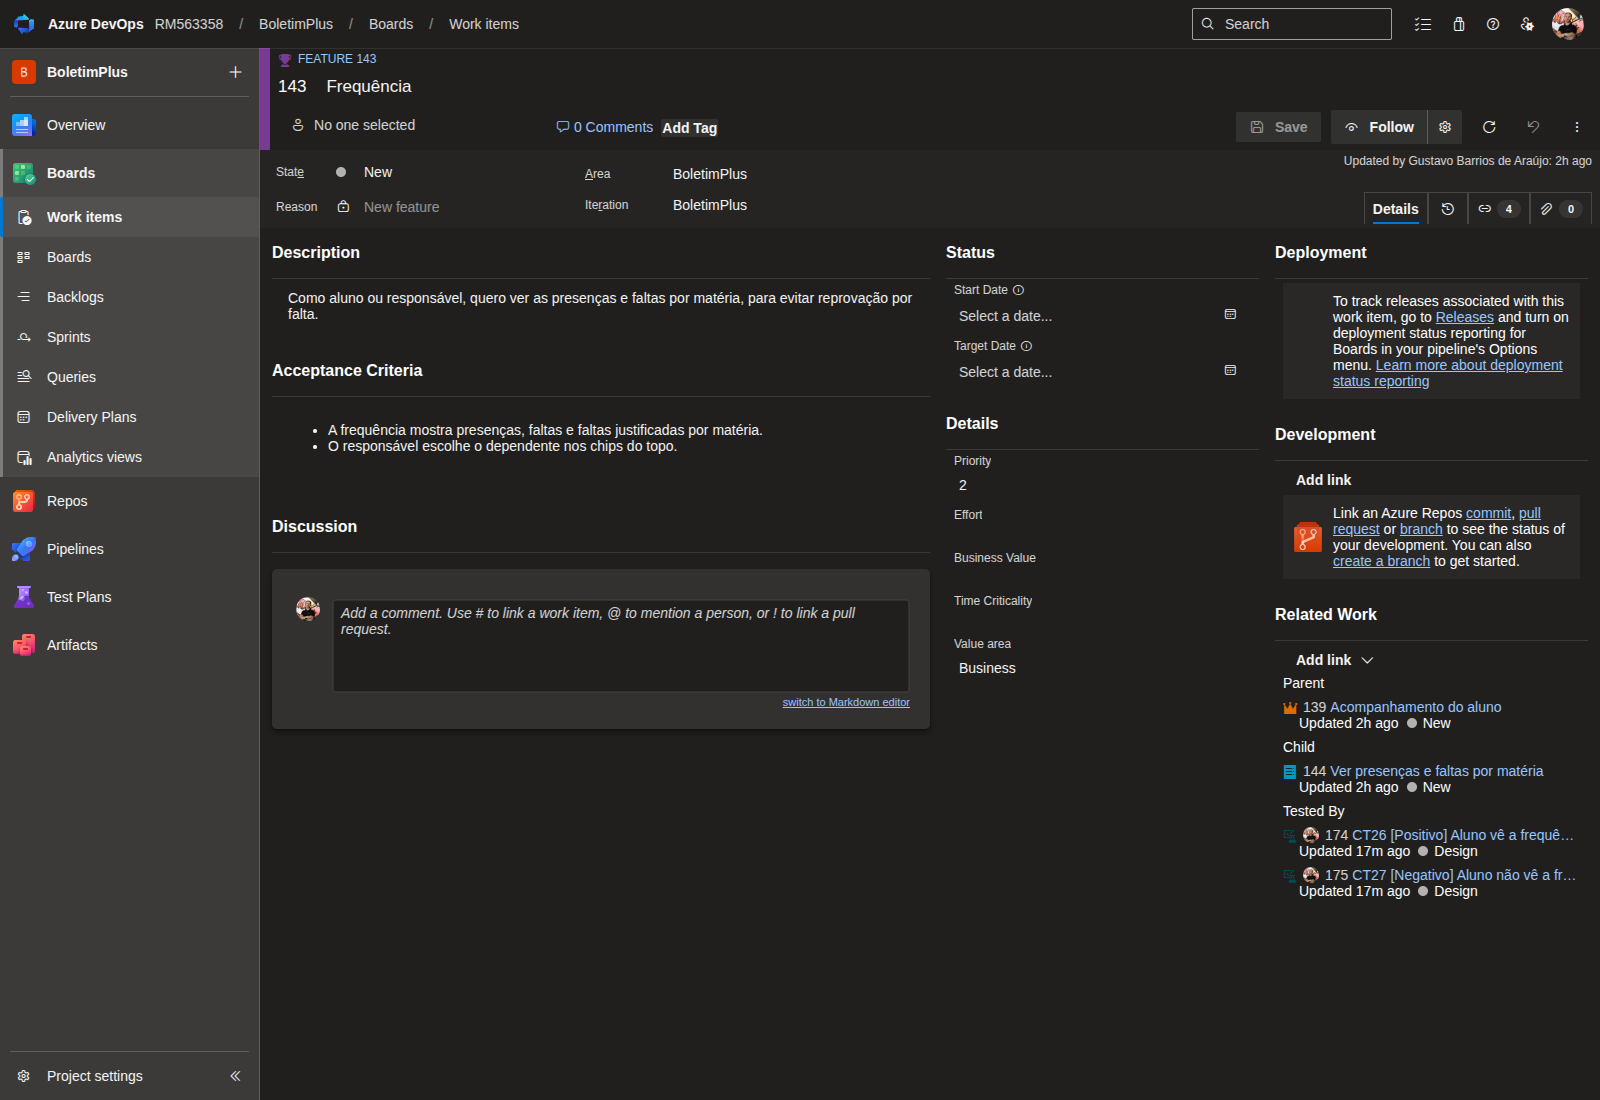 Azure DevOps RM563358 / BoletimPlus / Boards / Work items
Search
B BoletimPlus
Overview
Boards
Work items
Boards
Backlogs
Sprints
Queries
Delivery Plans
Analytics views
Repos
Pipelines
Test Plans
Artifacts
Project settings
FEATURE 143
143 Frequência
No one selected
0 Comments
Add Tag
Save
Follow
Updated by Gustavo Barrios de Araújo: 2h ago
State New
Area BoletimPlus
Reason New feature
Iteration BoletimPlus
Details
4
0
Description
Como aluno ou responsável, quero ver as presenças e faltas por matéria, para evitar reprovação por
falta.
Acceptance Criteria
A frequência mostra presenças, faltas e faltas justificadas por matéria.
O responsável escolhe o dependente nos chips do topo.
Discussion
Add a comment. Use # to link a work item, @ to mention a person, or ! to link a pull
request.
switch to Markdown editor
Status
Start Date
Select a date...
Target Date
Select a date...
Details
Priority
2
Effort
Business Value
Time Criticality
Value area
Business
Deployment
To track releases associated with this
work item, go to Releases and turn on
deployment status reporting for
Boards in your pipeline's Options
menu. Learn more about deployment
status reporting
Development
Add link
Link an Azure Repos commit, pull
request or branch to see the status of
your development. You can also
create a branch to get started.
Related Work
Add link
Parent
139 Acompanhamento do aluno
Updated 2h ago New
Child
144 Ver presenças e faltas por matéria
Updated 2h ago New
Tested By
174 CT26 [Positivo] Aluno vê a frequê…
Updated 17m ago Design
175 CT27 [Negativo] Aluno não vê a fr…
Updated 17m ago Design